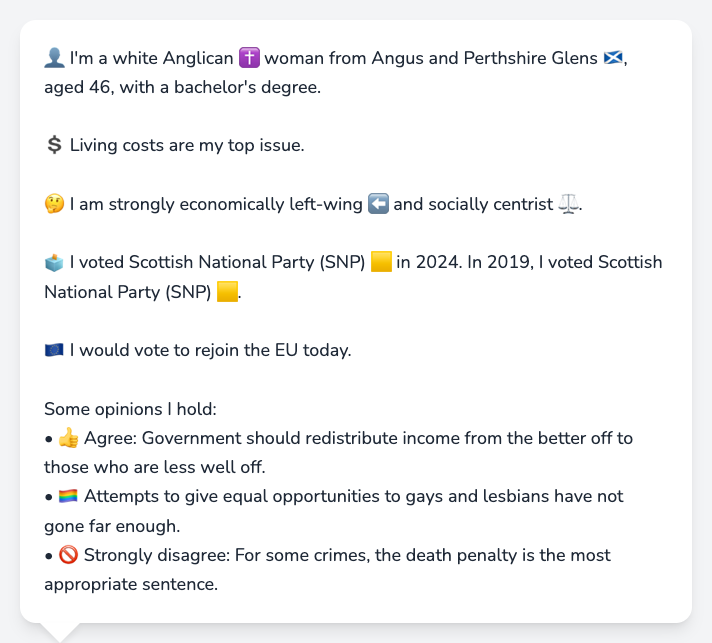 👤 I'm a white Anglican ✝️ woman from Angus and Perthshire Glens 🏴󠁧󠁢󠁳󠁣󠁴󠁿,
aged 46, with a bachelor's degree.
💲 Living costs are my top issue.
🤔 I am strongly economically left-wing ⬅️ and socially centrist ⚖️.
🗳️ I voted Scottish National Party (SNP) 🟨 in 2024. In 2019, I voted Scottish
National Party (SNP) 🟨.
🇪🇺 I would vote to rejoin the EU today.
Some opinions I hold:
• 👍 Agree: Government should redistribute income from the better off to
those who are less well off.
• 🏳️‍🌈 Attempts to give equal opportunities to gays and lesbians have not
gone far enough.
• 🚫 Strongly disagree: For some crimes, the death penalty is the most
appropriate sentence.